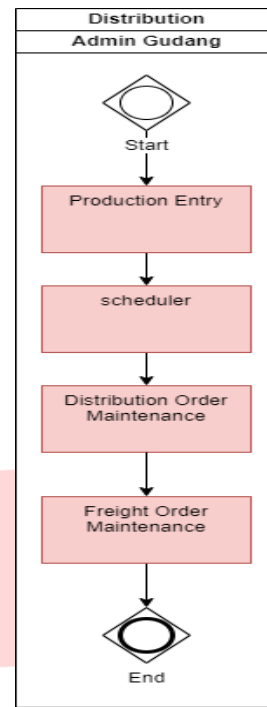 Distribution
Admin Gudang
Start
Production Entry
scheduler
Distribution Order
Maintenance
Freight Order
Maintenance
End